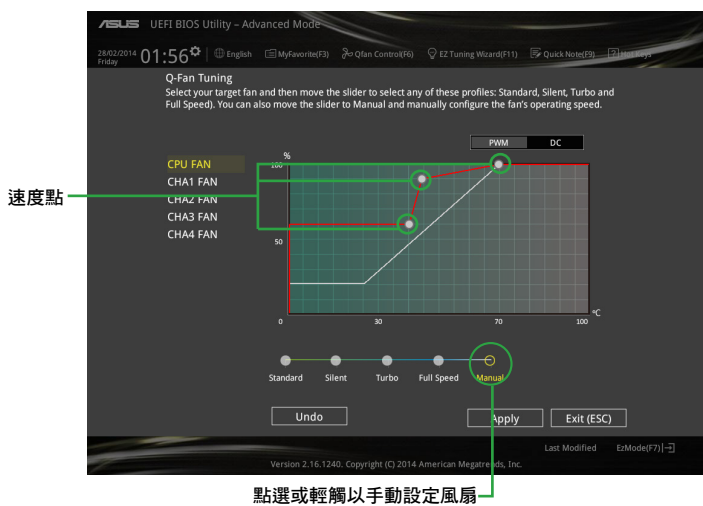 ASUS UEFI BIOS Utility – Advanced Mode
28/02/2014 Friday 01:56 English MyFavorite(F3) Qfan Control(F6) EZ Tuning Wizard(F11) Quick Note(F9) ? Hot Keys
Q-Fan Tuning
Select your target fan and then move the slider to select any of these profiles: Standard, Silent, Turbo and
Full Speed). You can also move the slider to Manual and manually configure the fan's operating speed.
PWM DC
%
100
CPU FAN
CHA1 FAN
CHA2 FAN
CHA3 FAN
CHA4 FAN
速度點
50
°C
0 30 70 100
Standard Silent Turbo Full Speed Manual
Undo Apply Exit (ESC)
Last Modified EzMode(F7)
Version 2.16.1240. Copyright (C) 2014 American Megatrends, Inc.
點選或輕觸以手動設定風扇